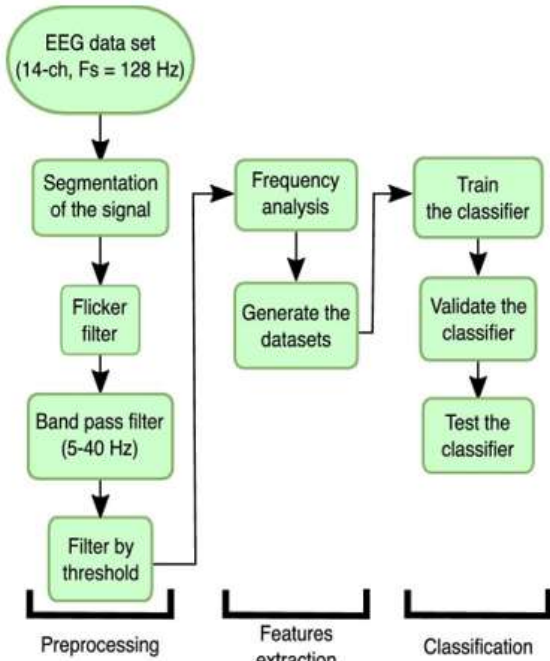 EEG data set
(14-ch, Fs = 128 Hz)
Segmentation
of the signal
Flicker
filter
Band pass filter
(5-40 Hz)
Filter by
threshold
Preprocessing
Frequency
analysis
Generate the
datasets
Features
extraction
Train
the classifier
Validate the
classifier
Test the
classifier
Classification